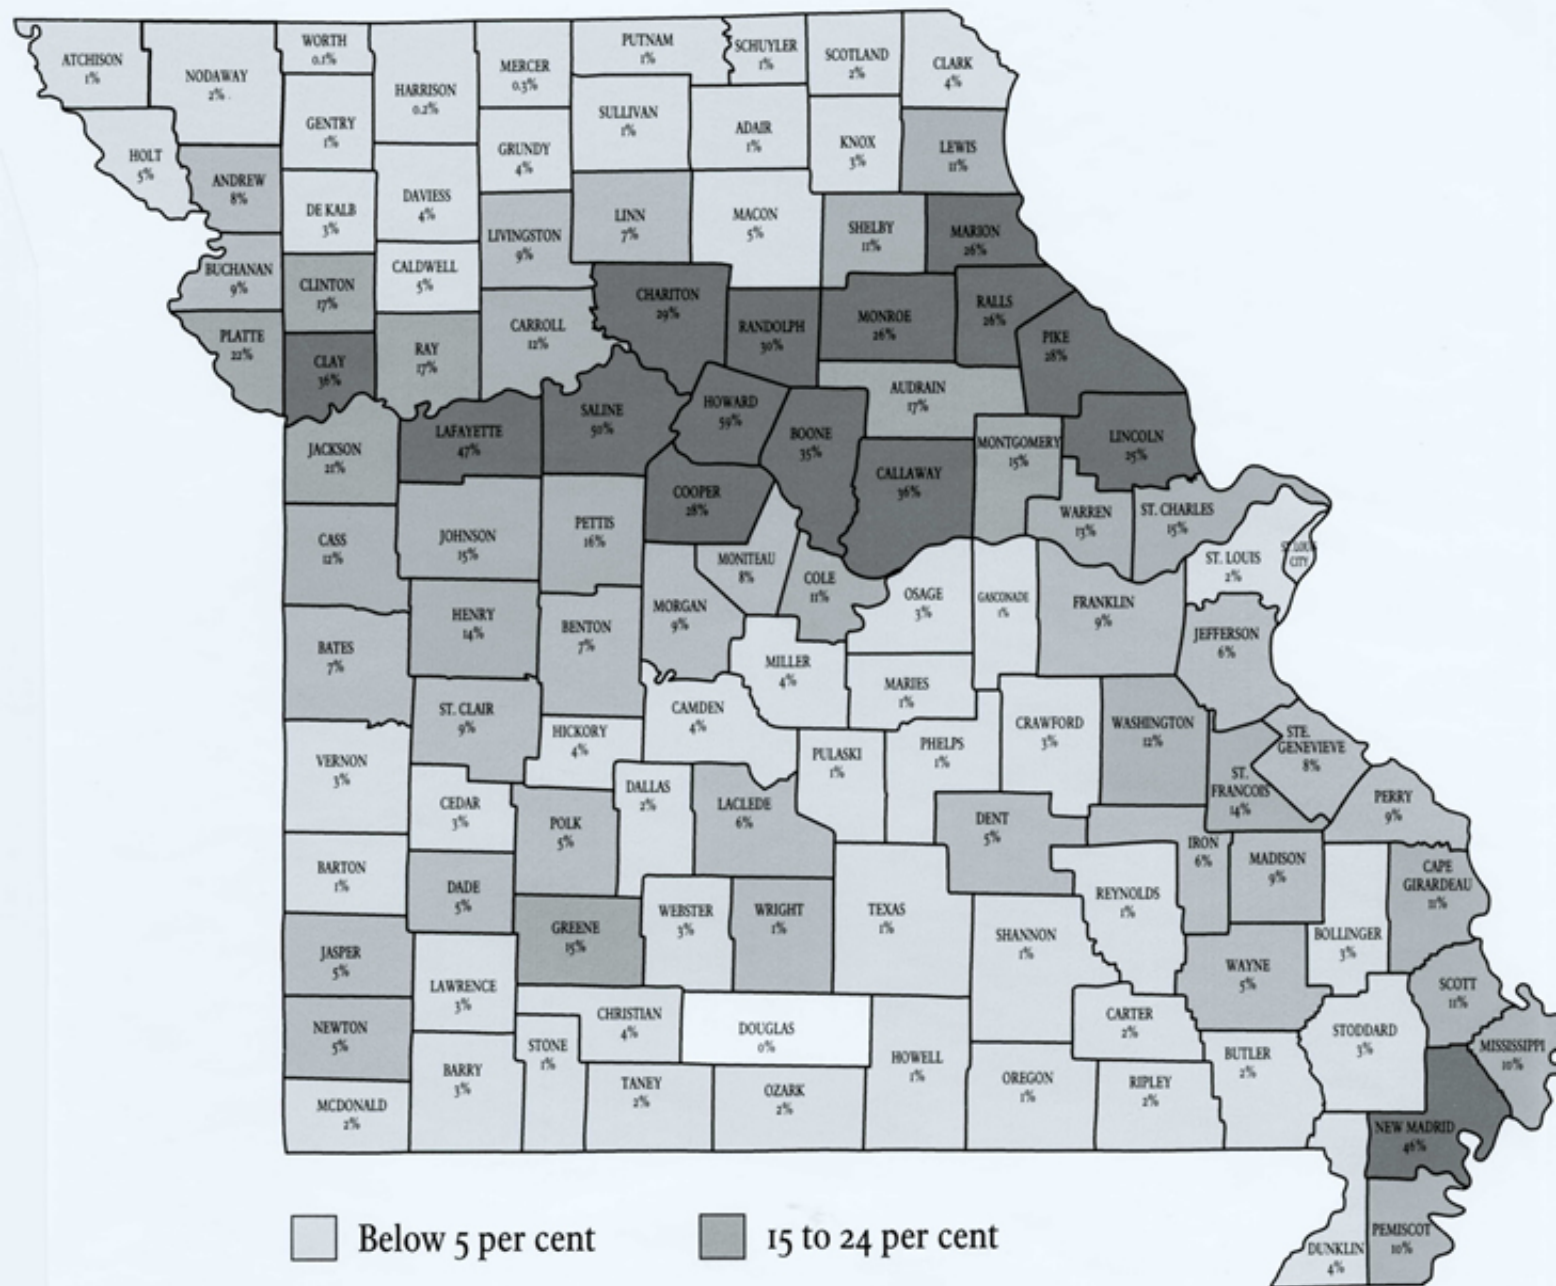 ATCHISON
1%
NODAWAY
2%
WORTH
0.1%
HARRISON
0.2%
MERCER
0.3%
PUTNAM
1%
SCHUYLER
1%
SCOTLAND
2%
CLARK
4%
HOLT
5%
ANDREW
8%
GENTRY
1%
DE KALB
3%
DAVIESS
4%
GRUNDY
4%
SULLIVAN
1%
ADAIR
1%
KNOX
3%
LEWIS
11%
BUCHANAN
9%
CLINTON
17%
CALDWELL
5%
LIVINGSTON
9%
LINN
7%
MACON
5%
SHELBY
11%
MARION
26%
PLATTE
22%
CLAY
36%
RAY
17%
CARROLL
12%
CHARITON
29%
RANDOLPH
30%
MONROE
26%
RALLS
26%
PIKE
28%
JACKSON
21%
LAFAYETTE
47%
SALINE
50%
HOWARD
59%
BOONE
35%
AUDRAIN
17%
CALLAWAY
36%
MONTGOMERY
15%
LINCOLN
25%
CASS
12%
JOHNSON
15%
PETTIS
16%
COOPER
28%
MONITEAU
8%
COLE
11%
OSAGE
3%
GASCONADE
1%
WARREN
13%
ST. CHARLES
15%
ST. LOUIS
2%
ST. LOUIS
CITY
BATES
7%
HENRY
14%
BENTON
7%
MORGAN
9%
MILLER
4%
MARIES
1%
FRANKLIN
9%
JEFFERSON
6%
VERNON
3%
ST. CLAIR
9%
HICKORY
4%
CAMDEN
4%
PULASKI
1%
PHELPS
1%
CRAWFORD
3%
WASHINGTON
12%
ST.
FRANCOIS
14%
STE.
GENEVIEVE
8%
PERRY
9%
BARTON
1%
CEDAR
3%
POLK
5%
DALLAS
2%
LACLEDE
6%
DENT
5%
IRON
6%
MADISON
9%
CAPE
GIRARDEAU
11%
JASPER
5%
DADE
5%
GREENE
15%
WEBSTER
3%
WRIGHT
1%
TEXAS
1%
SHANNON
1%
REYNOLDS
1%
WAYNE
5%
BOLLINGER
3%
SCOTT
11%
NEWTON
5%
LAWRENCE
3%
CHRISTIAN
4%
DOUGLAS
0%
HOWELL
1%
CARTER
2%
BUTLER
2%
STODDARD
3%
MISSISSIPPI
10%
MCDONALD
2%
BARRY
3%
STONE
1%
TANEY
2%
OZARK
2%
OREGON
1%
RIPLEY
2%
NEW MADRID
46%
DUNKLIN
4%
PEMISCOT
10%
Below 5 per cent
15 to 24 per cent